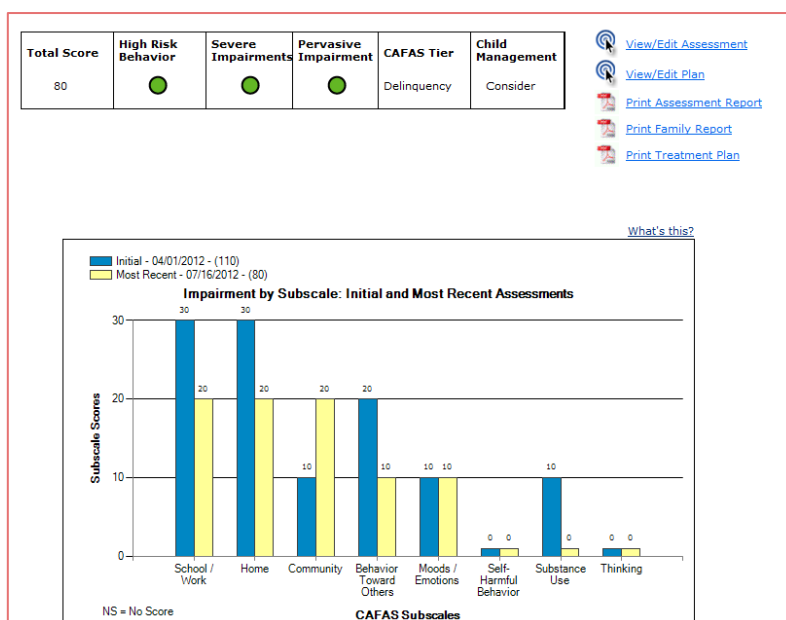 Total Score
High Risk
Behavior
Severe
Impairments
Pervasive
Impairment
CAFAS Tier
Child
Management
80
Delinquency
Consider
View/Edit Assessment
View/Edit Plan
Print Assessment Report
Print Family Report
Print Treatment Plan
What's this?
Initial - 04/01/2012 - (110)
Most Recent - 07/16/2012 - (80)
Impairment by Subscale: Initial and Most Recent Assessments
Subscale Scores
30
20
10
0
30
20
30
20
10
20
20
10
10
10
0
0
10
0
0
0
School /
Work
Home
Community
Behavior
Toward
Others
Moods /
Emotions
Self-
Harmful
Behavior
Substance
Use
Thinking
NS = No Score
CAFAS Subscales